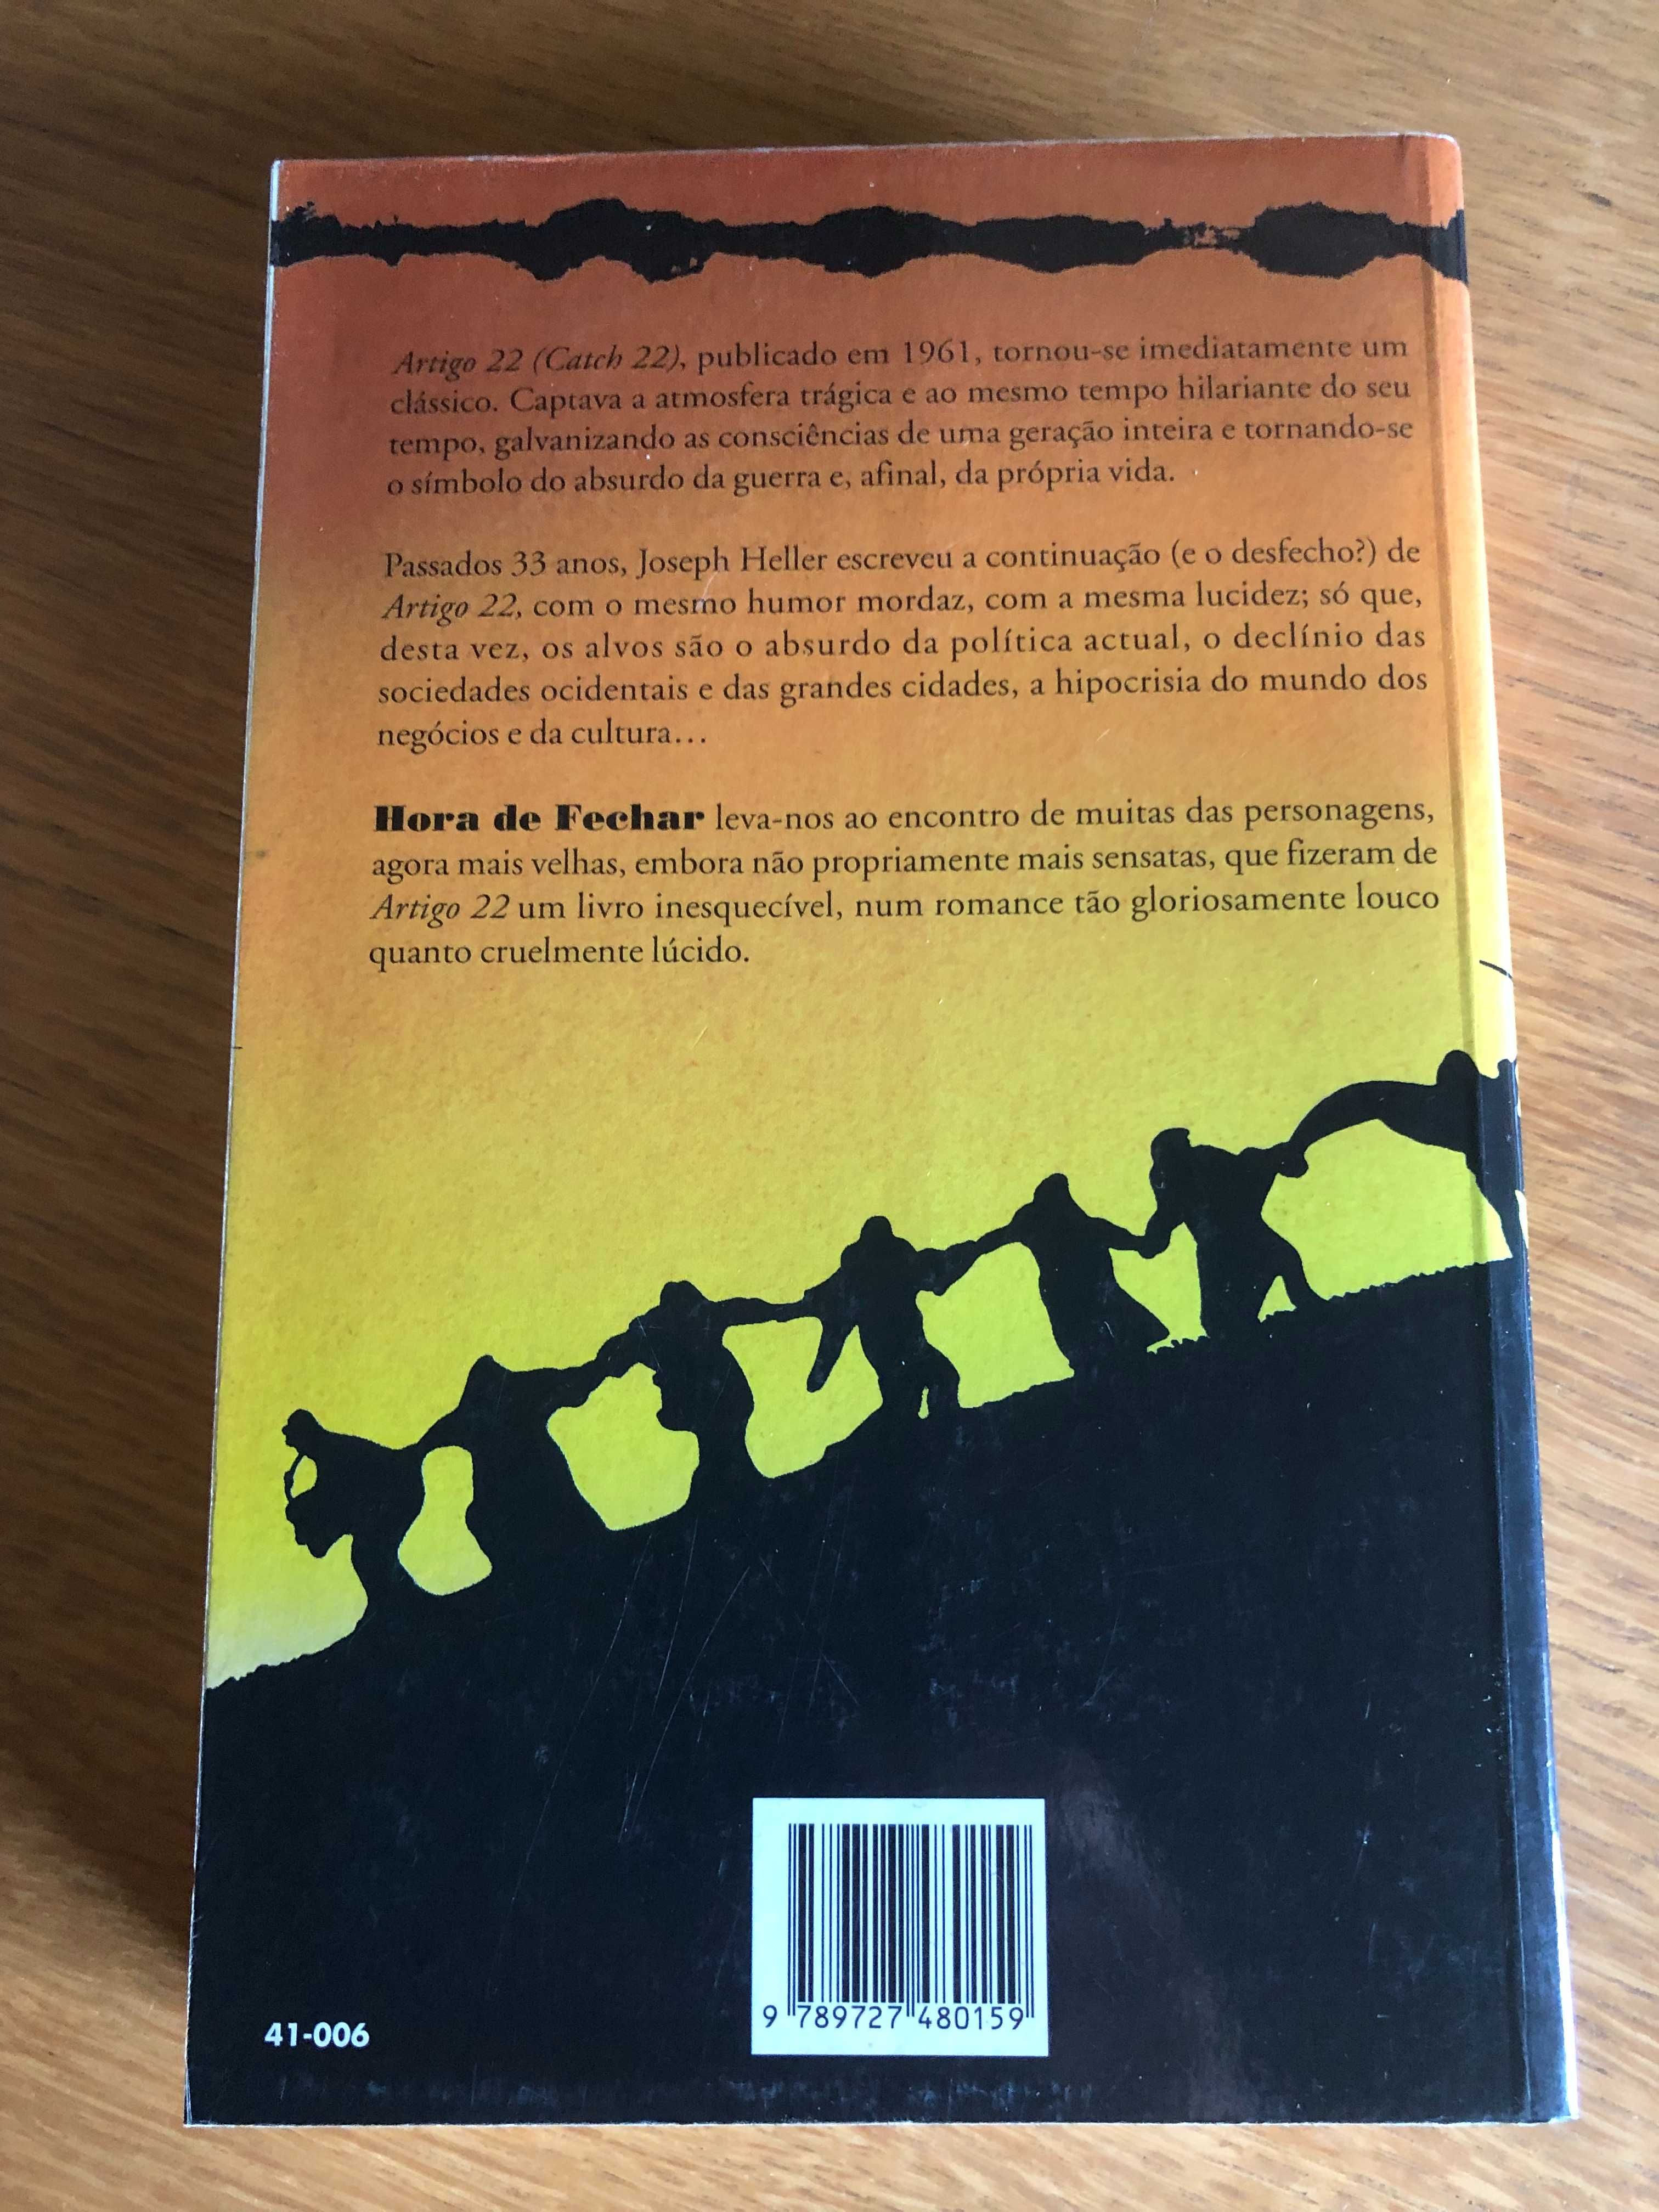 Artigo 22 (Catch 22), publicado em 1961, tornou-se imediatamente um
clássico. Captava a atmosfera trágica e ao mesmo tempo hilariante do seu
tempo, galvanizando as consciências de uma geração inteira e tornando-se
o símbolo do absurdo da guerra e, afinal, da própria vida.
Passados 33 anos, Joseph Heller escreveu a continuação (e o desfecho?) de
Artigo 22, com o mesmo humor mordaz, com a mesma lucidez; só que,
desta vez, os alvos são o absurdo da política actual, o declínio das
sociedades ocidentais e das grandes cidades, a hipocrisia do mundo dos
negócios e da cultura...
Hora de Fechar leva-nos ao encontro de muitas das personagens,
agora mais velhas, embora não propriamente mais sensatas, que fizeram de
Artigo 22 um livro inesquecível, num romance tão gloriosamente louco
quanto cruelmente lúcido.
9 789727 480159
41-006